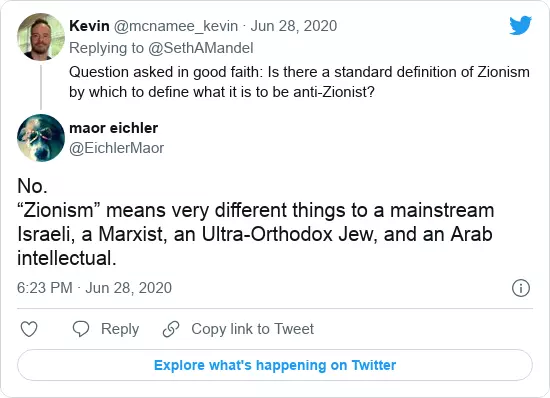 Kevin @mcnamee_kevin · Jun 28, 2020
Replying to @SethAMandel
Question asked in good faith: Is there a standard definition of Zionism
by which to define what it is to be anti-Zionist?
maor eichler
@EichlerMaor
No.
“Zionism” means very different things to a mainstream
Israeli, a Marxist, an Ultra-Orthodox Jew, and an Arab
intellectual.
6:23 PM · Jun 28, 2020
Reply Copy link to Tweet
Explore what's happening on Twitter